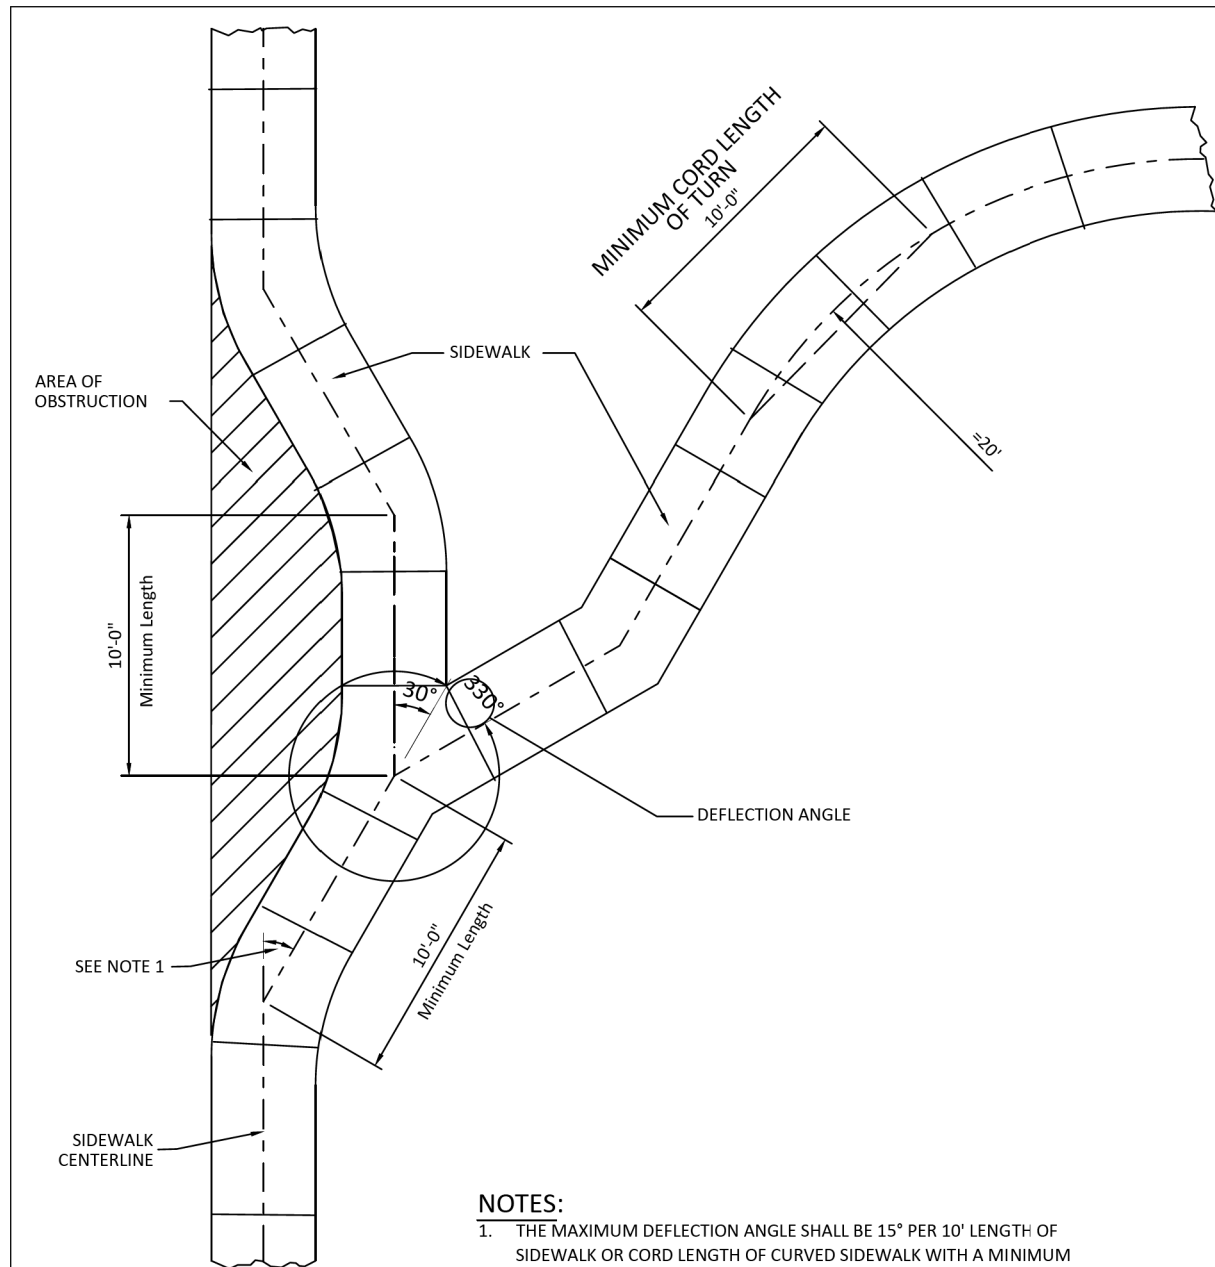 MINIMUM CORD LENGTH
OF TURN
10'-0"
SIDEWALK
AREA OF
OBSTRUCTION
=20'
10'-0"
Minimum Length
30°
330°
DEFLECTION ANGLE
10'-0"
Minimum Length
SEE NOTE 1
SIDEWALK
CENTERLINE
NOTES:
1. THE MAXIMUM DEFLECTION ANGLE SHALL BE 15° PER 10' LENGTH OF
SIDEWALK OR CORD LENGTH OF CURVED SIDEWALK WITH A MINIMUM